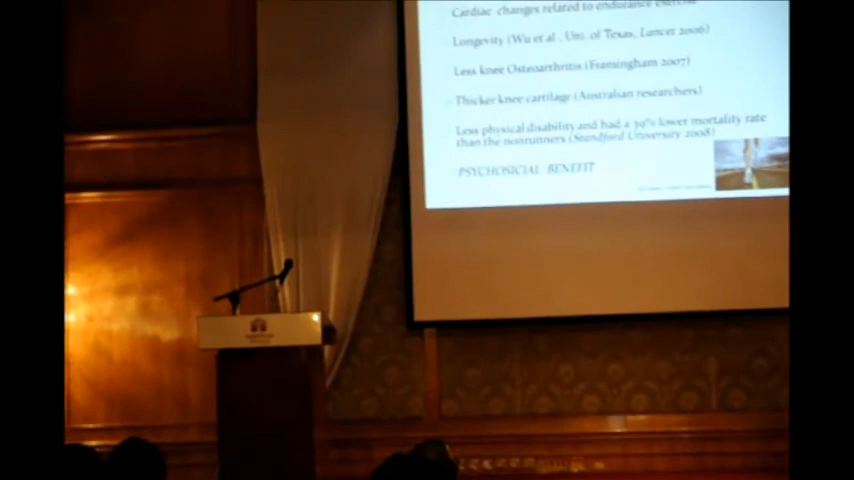 Cardiac changes related to endurance exercise
Longevity (Wu et al , Uni. of Texas, Lancet 2006)
Less knee Osteoarthritis (Framingham 2007)
Thicker knee cartilage (Australian researchers)
Less physical disability and had a 39% lower mortality rate
than the nonrunners (Standford University 2008)
PSYCHOSICIAL BENEFIT